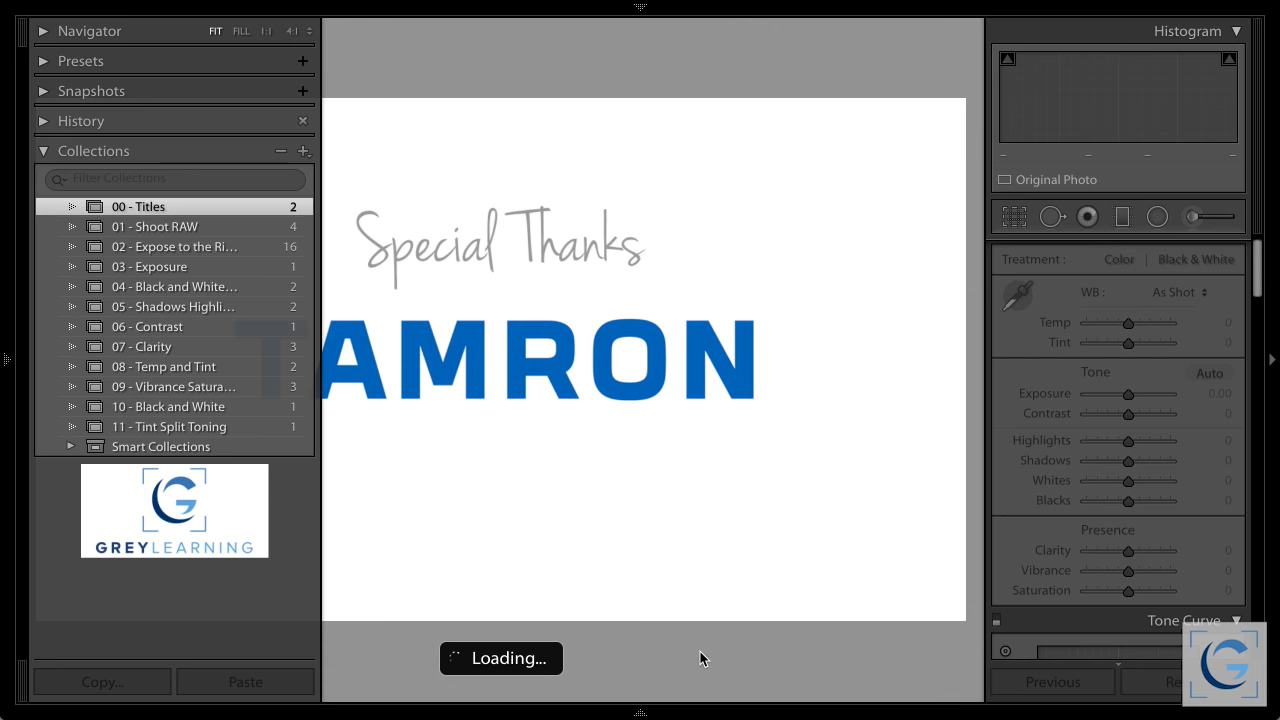 Navigator FIT FILL 1:1 4:1
Presets
Snapshots
History
Collections
Filter Collections
00 - Titles 2
01 - Shoot RAW 4
02 - Expose to the Ri... 16
03 - Exposure 1
04 - Black and White... 2
05 - Shadows Highli... 2
06 - Contrast 1
07 - Clarity 3
08 - Temp and Tint 2
09 - Vibrance Satura... 3
10 - Black and White 1
11 - Tint Split Toning 1
Smart Collections
GREYLEARNING
Copy... Paste
Special Thanks
TAMRON
Loading...
Histogram
Original Photo
Treatment : Color Black & White
WB : As Shot
Temp 0
Tint 0
Tone Auto
Exposure 0.00
Contrast 0
Highlights 0
Shadows 0
Whites 0
Blacks 0
Presence
Clarity 0
Vibrance 0
Saturation 0
Tone Curve
Previous